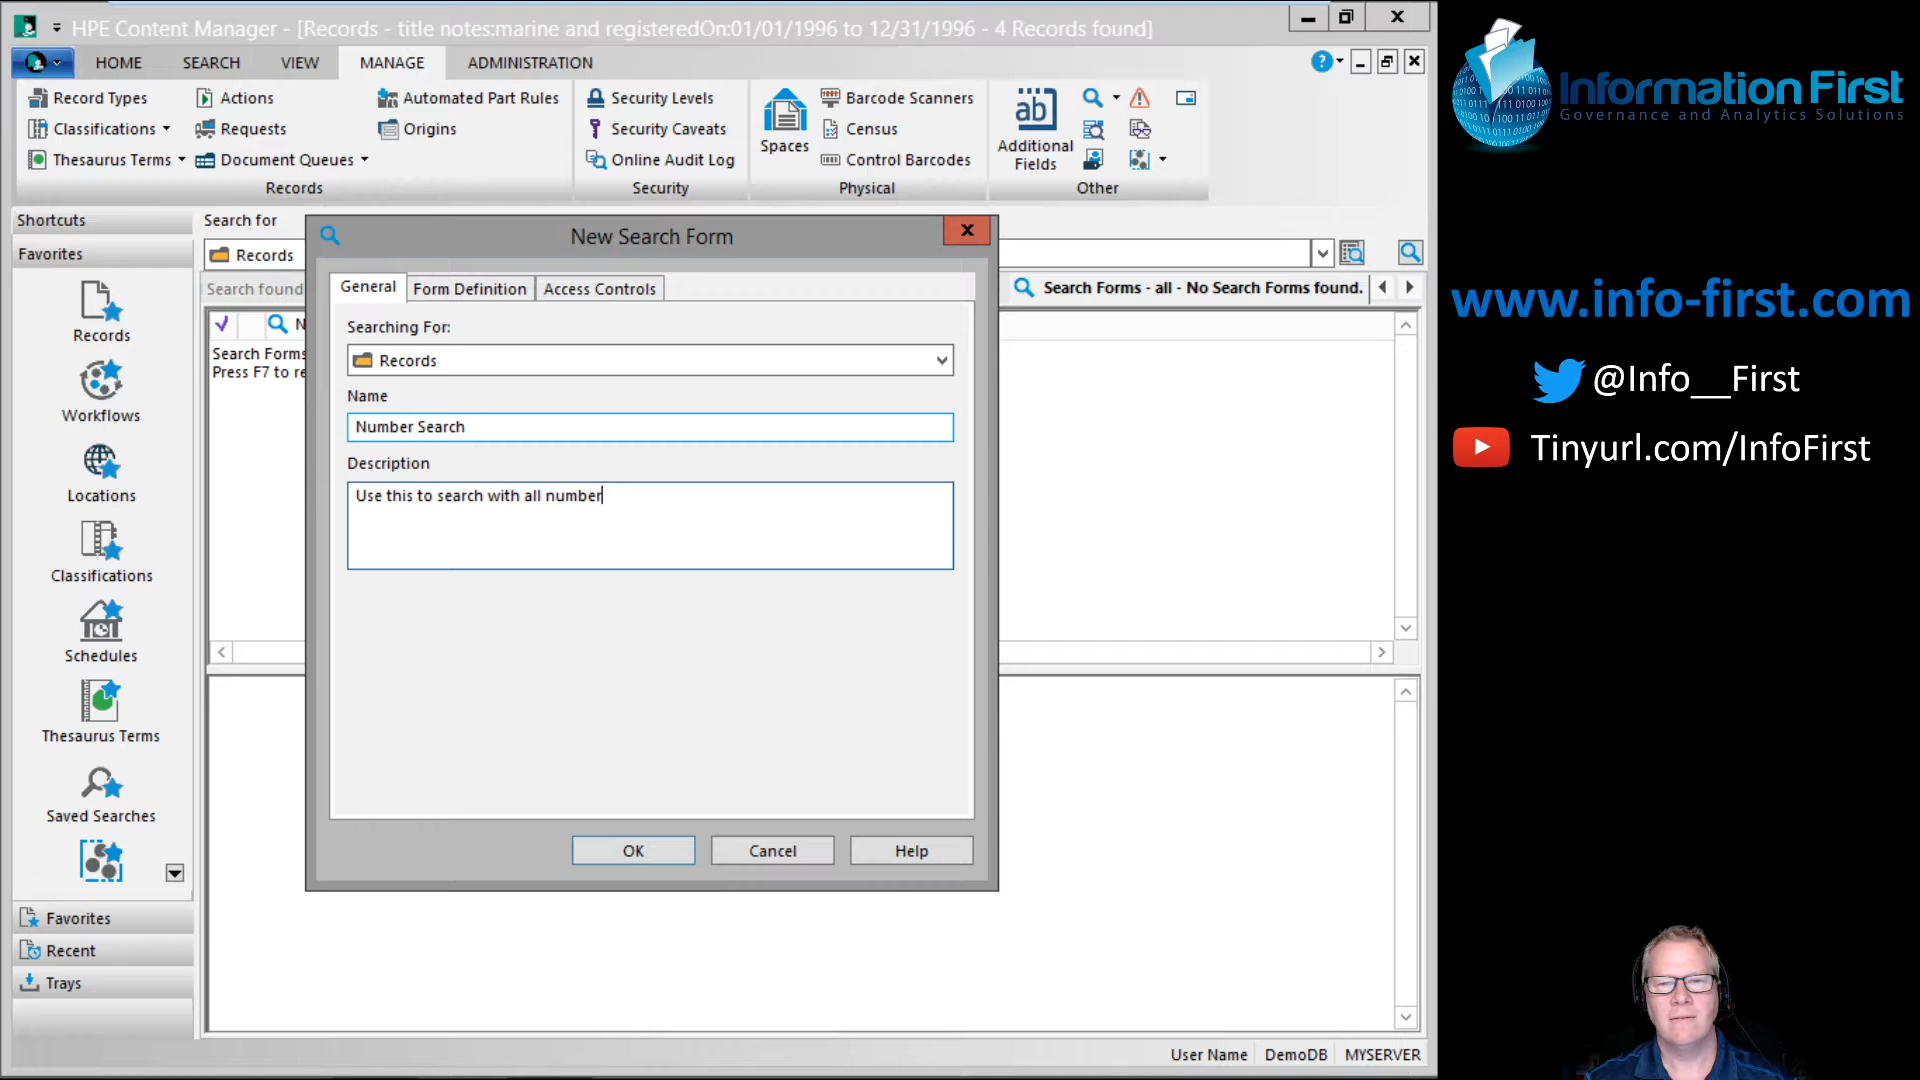 HPE Content Manager - [Records - title notes:marine and registeredOn:01/01/1996 to 12/31/1996 - 4 Records found]
HOME SEARCH VIEW MANAGE ADMINISTRATION
Record Types Actions Automated Part Rules Security Levels Barcode Scanners
Classifications Requests Origins Security Caveats Census
Thesaurus Terms Document Queues Online Audit Log Control Barcodes
Spaces
Additional Fields
Records Security Physical Other
Shortcuts
Search for
Favorites
Records
New Search Form
Search found
General Form Definition Access Controls
Search Forms - all - No Search Forms found.
N
Search Forms
Press F7 to re
Searching For:
Records
Name
Number Search
Description
Use this to search with all number
OK Cancel Help
Records
Workflows
Locations
Classifications
Schedules
Thesaurus Terms
Saved Searches
Favorites
Recent
Trays
User Name DemoDB MYSERVER
Information First
Governance and Analytics Solutions
www.info-first.com
@Info__First
Tinyurl.com/InfoFirst